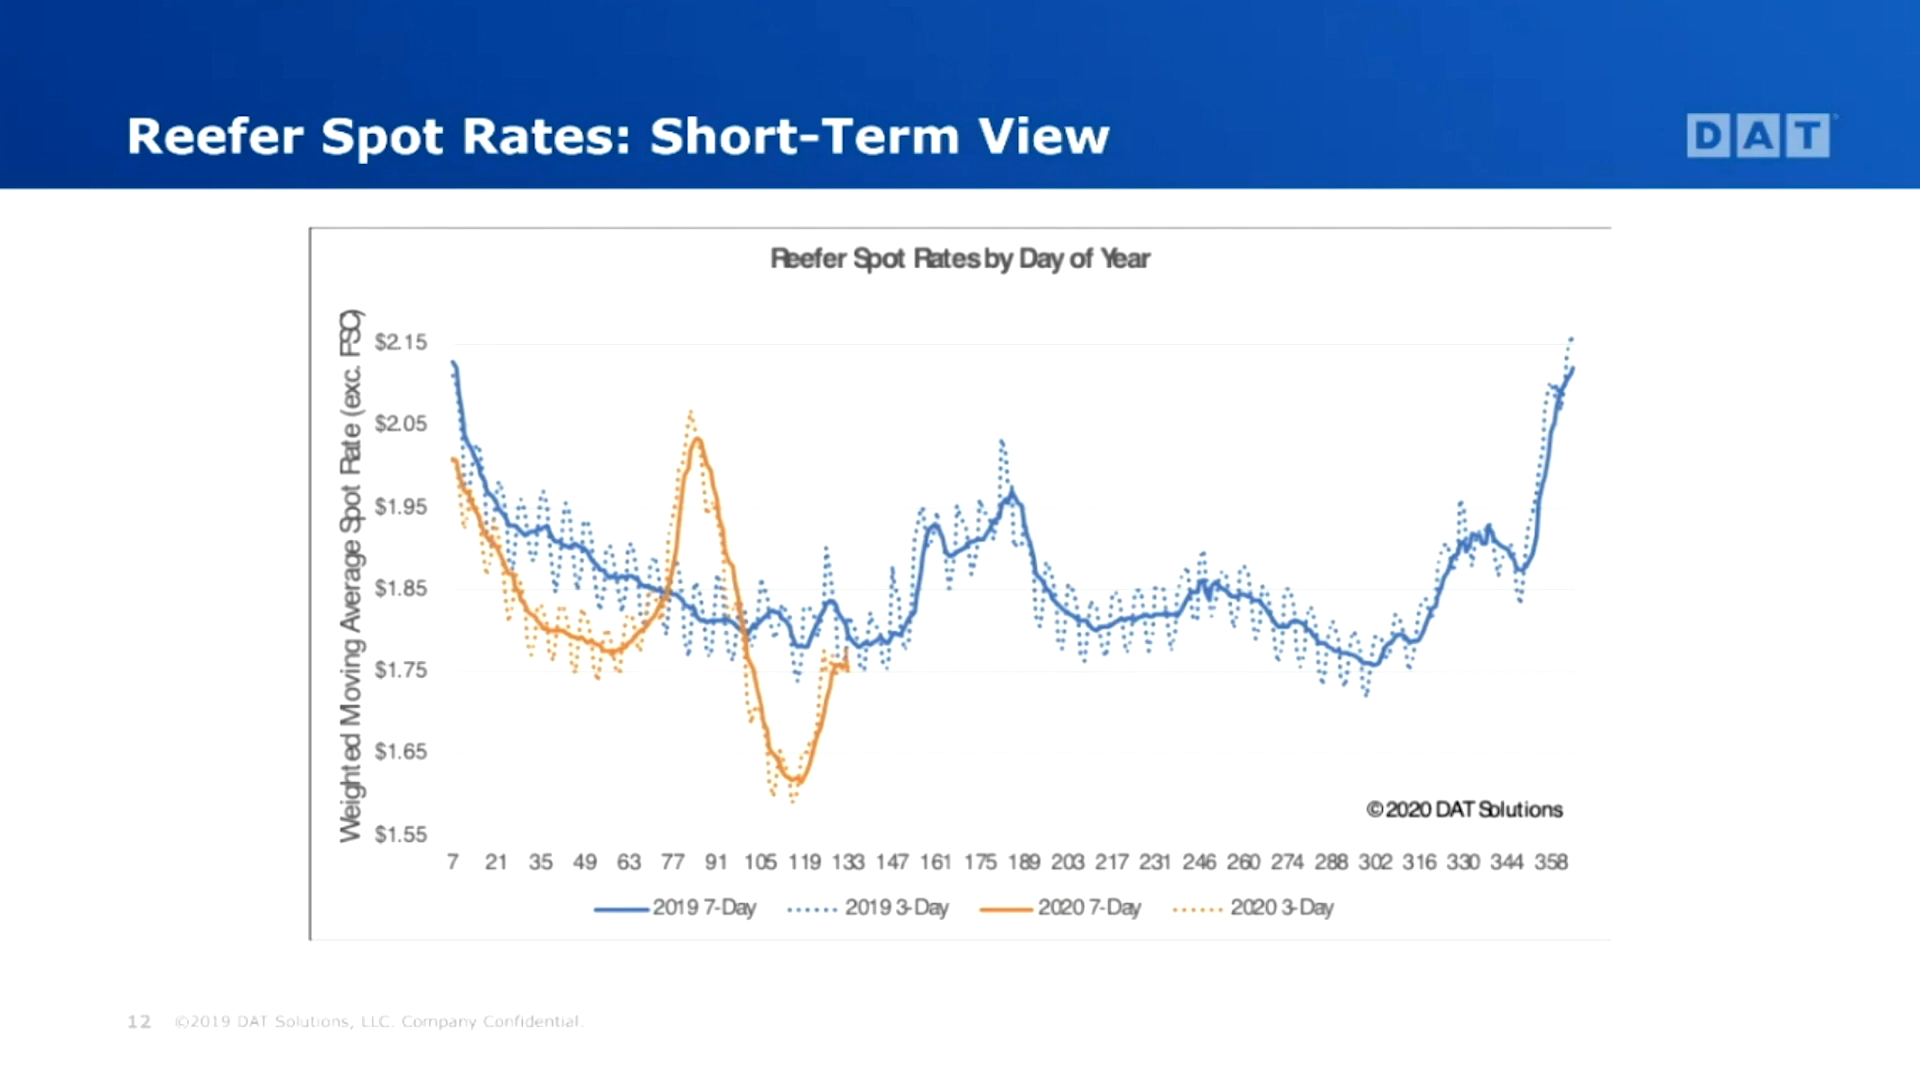 Reefer Spot Rates: Short-Term View
DAT
Reefer Spot Rates by Day of Year
Weighted Moving Average Spot Rate (exc. FSC)
$2.15
$2.05
$1.95
$1.85
$1.75
$1.65
$1.55
©2020 DAT Solutions
7 21 35 49 63 77 91 105 119 133 147 161 175 189 203 217 231 246 260 274 288 302 316 330 344 358
2019 7-Day 2019 3-Day 2020 7-Day 2020 3-Day
12 ©2019 DAT Solutions, LLC. Company Confidential.